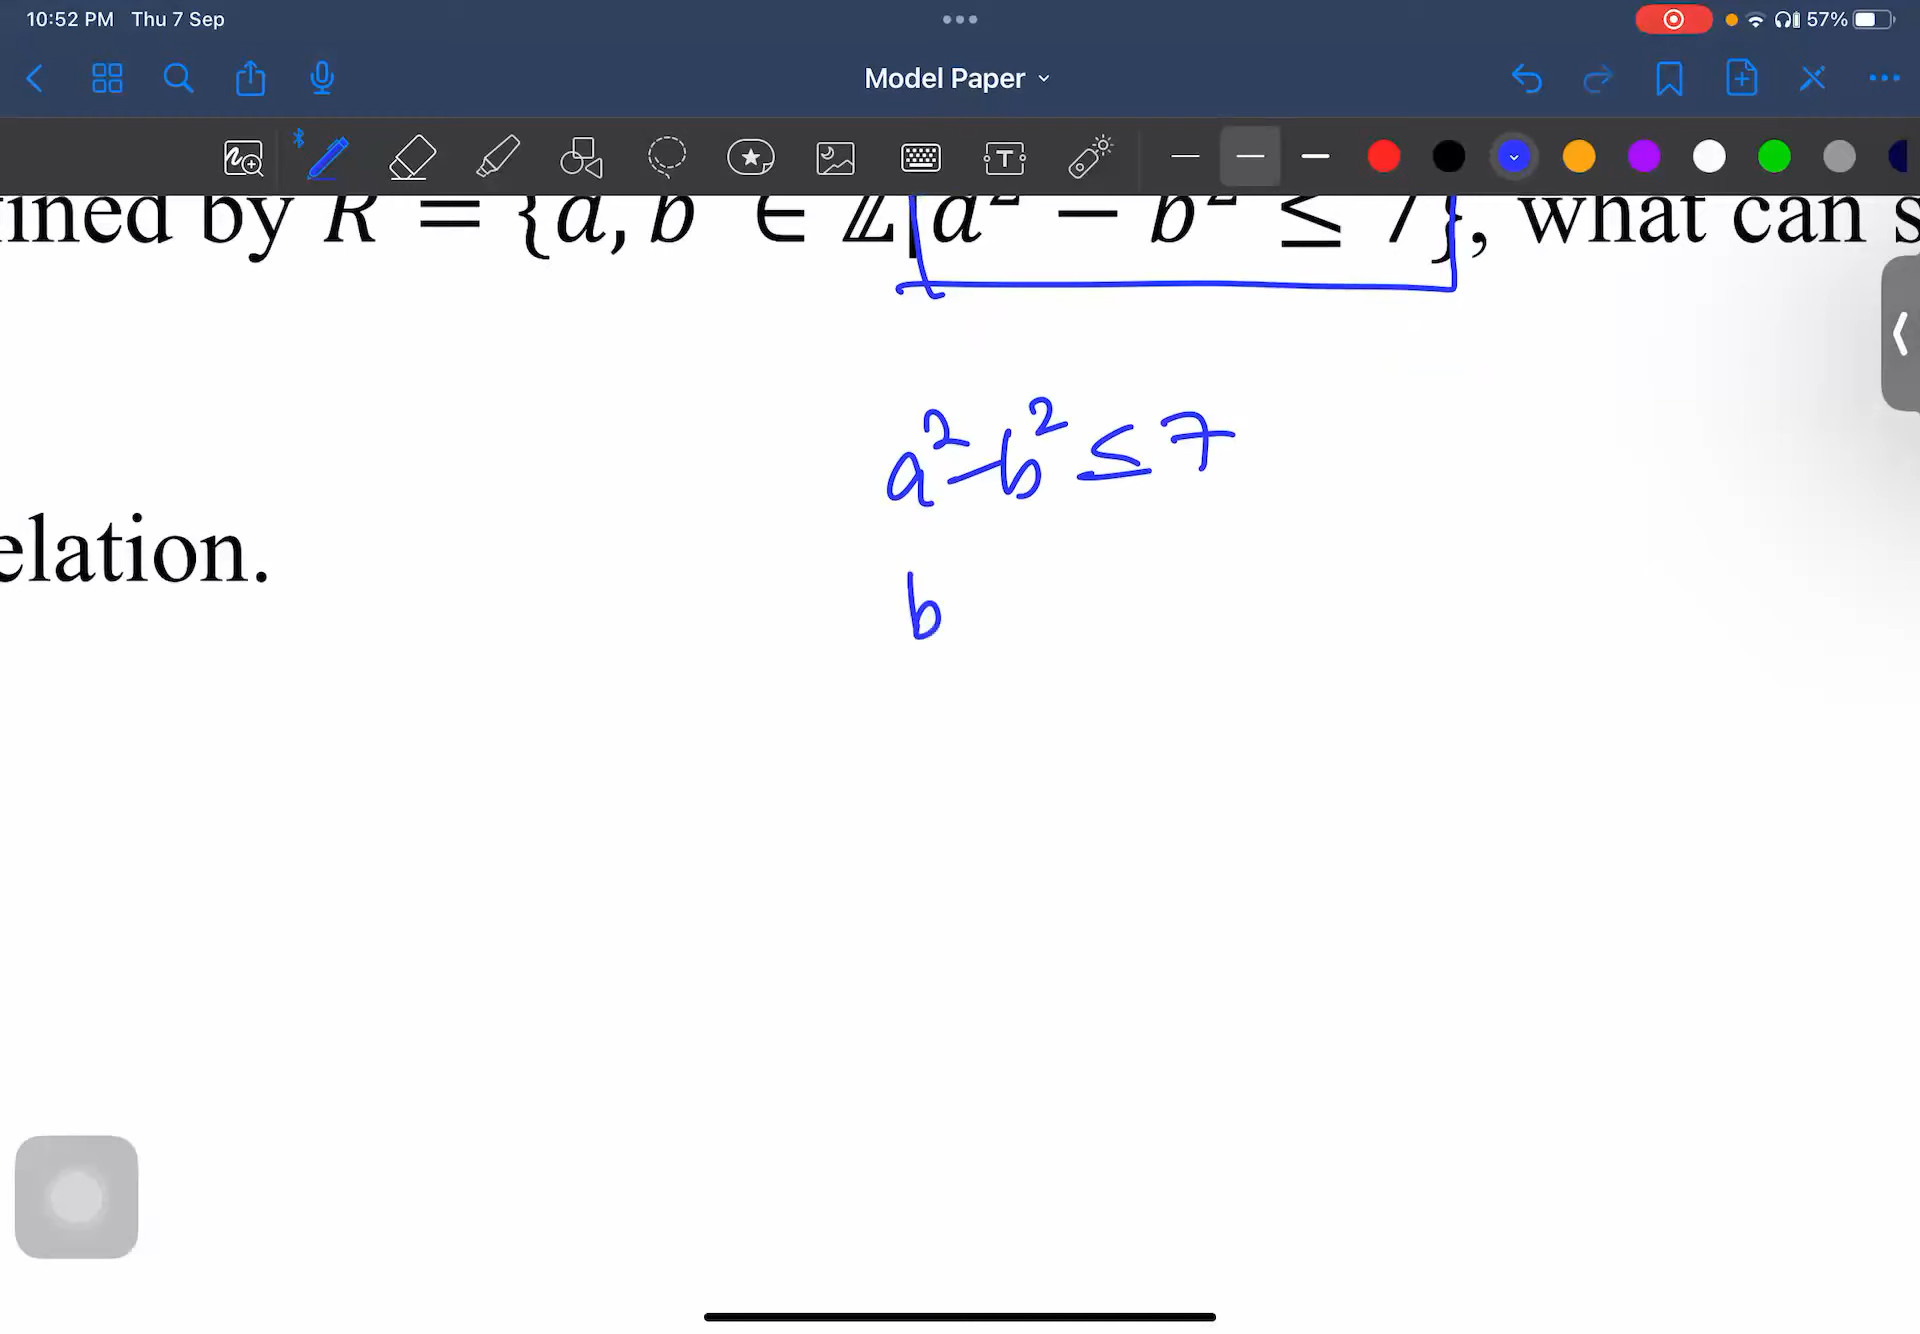 10:52 PM Thu 7 Sep
57%
Model Paper
T
ined by R = {a, b ∈ ℤ|a² − b² ≤ 7}, what can s
a²-b² ≤ 7
elation.
b